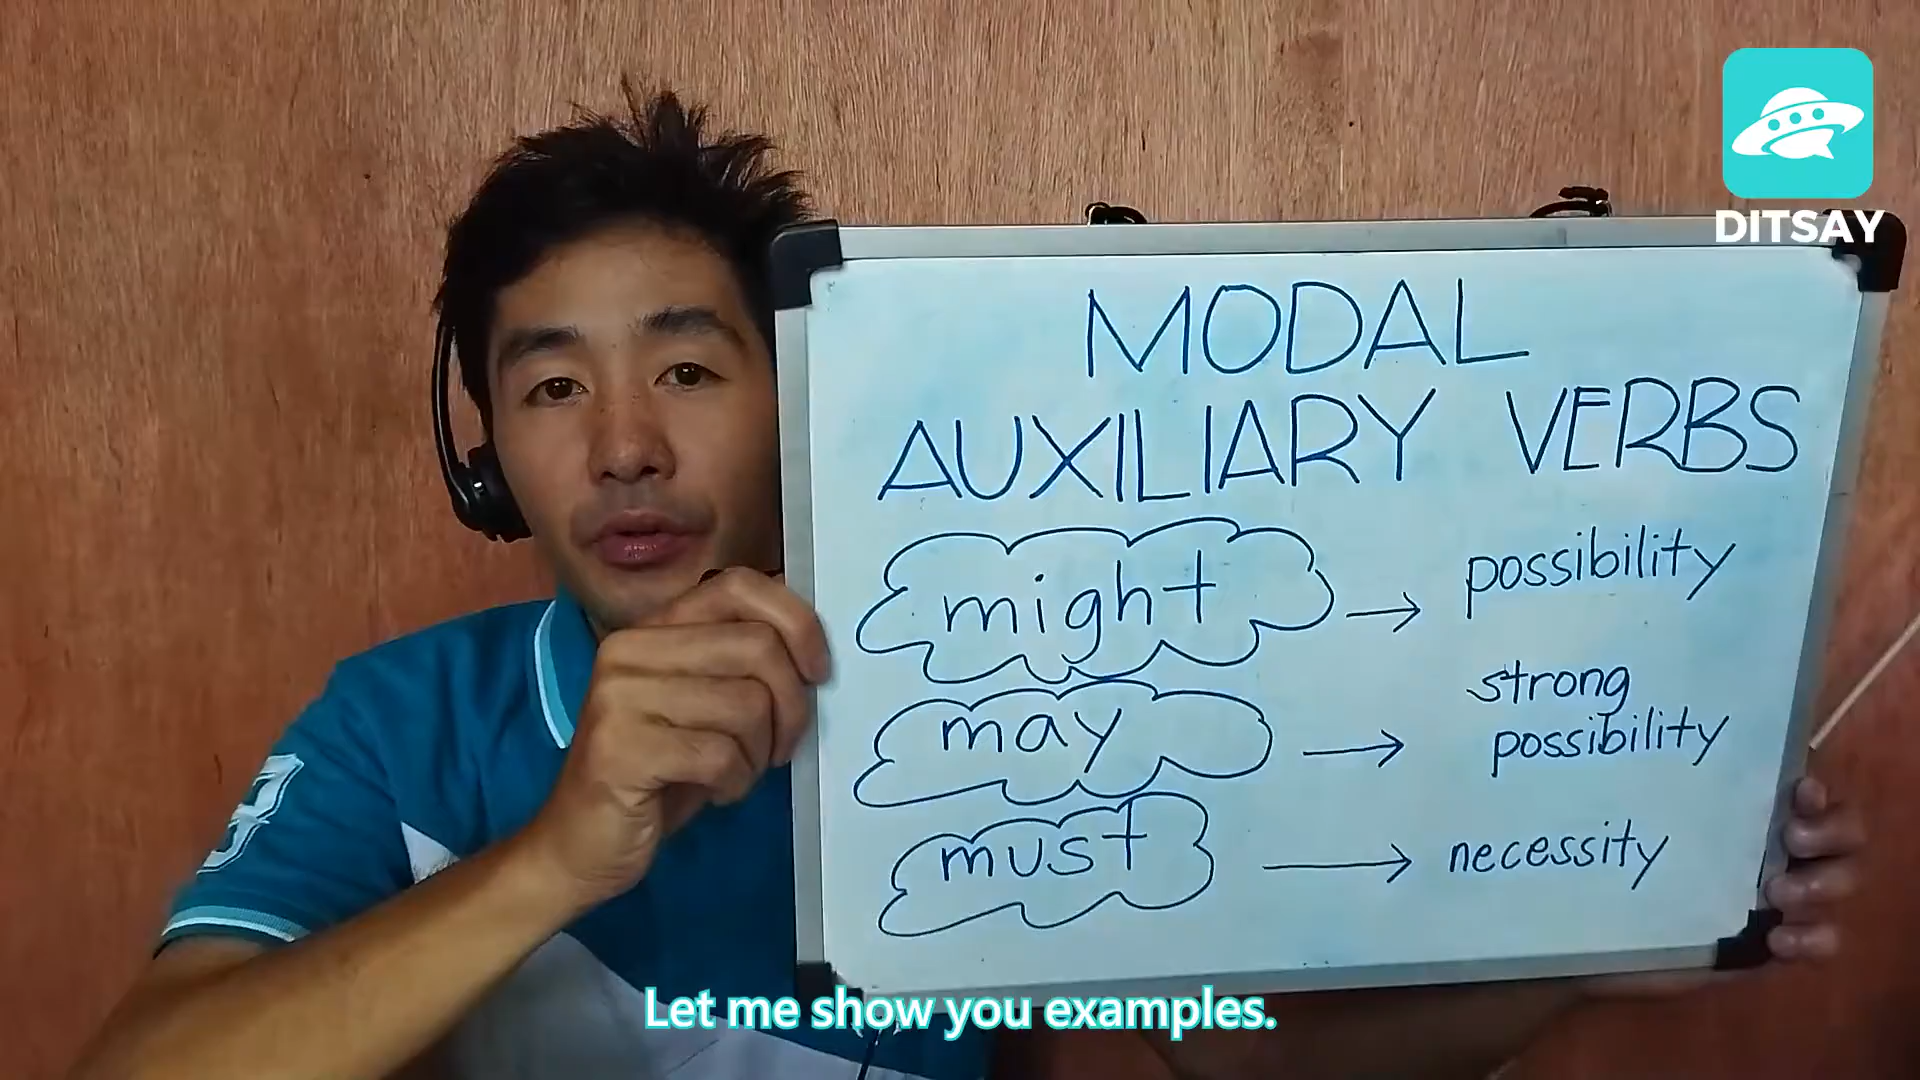 DITSAY
MODAL
AUXILIARY VERBS
might → possibility
may → strong
possibility
must → necessity
Let me show you examples.